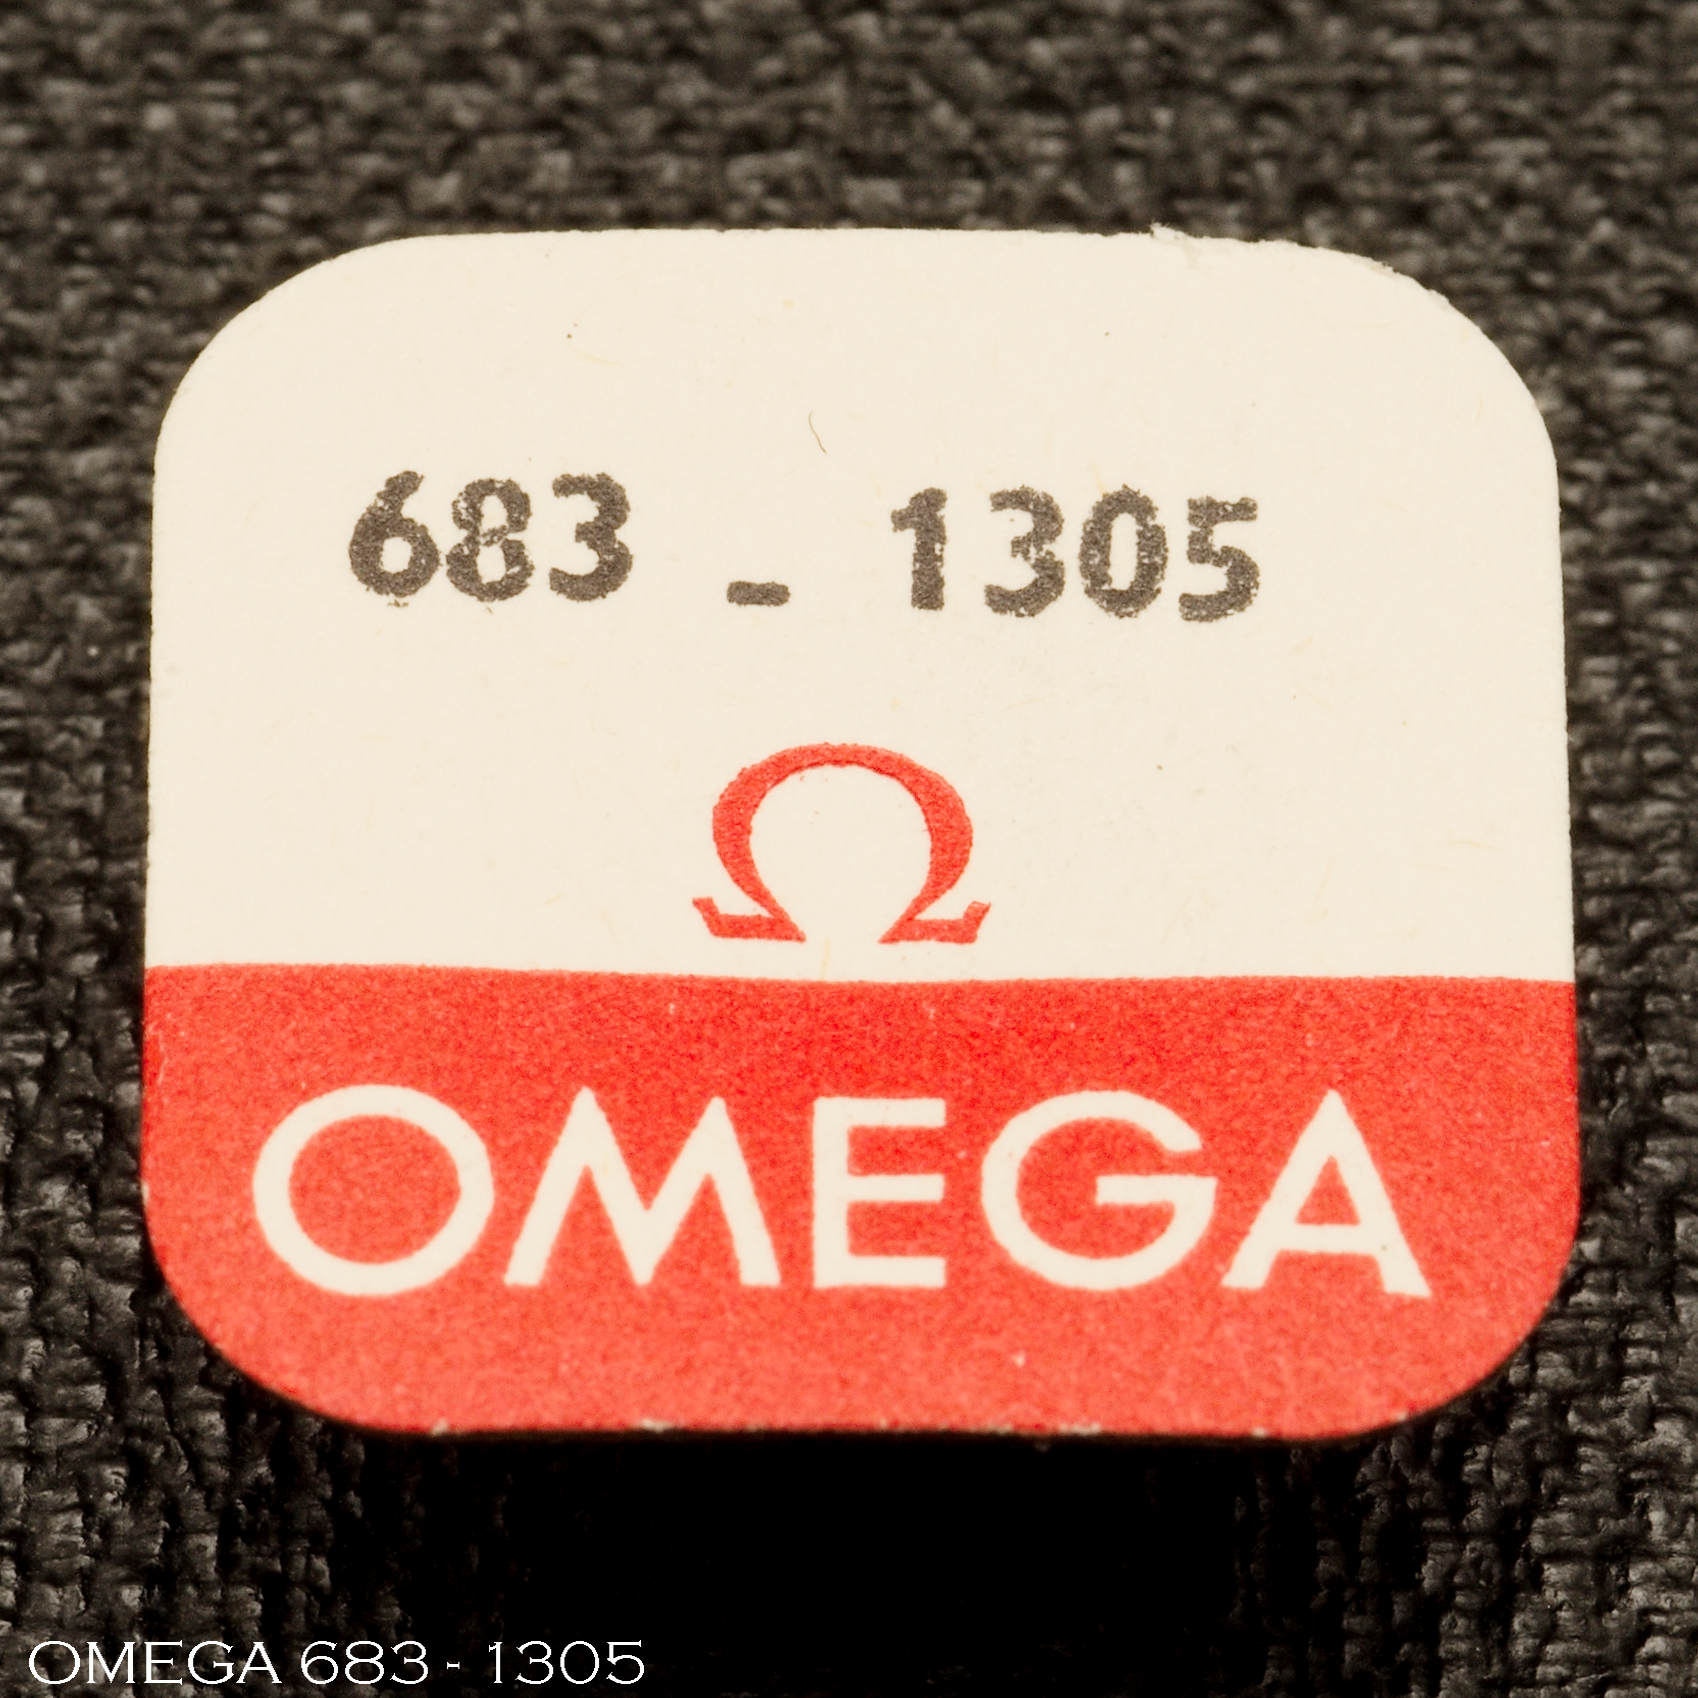 683 - 1305
Ω
OMEGA
OMEGA 683 - 1305